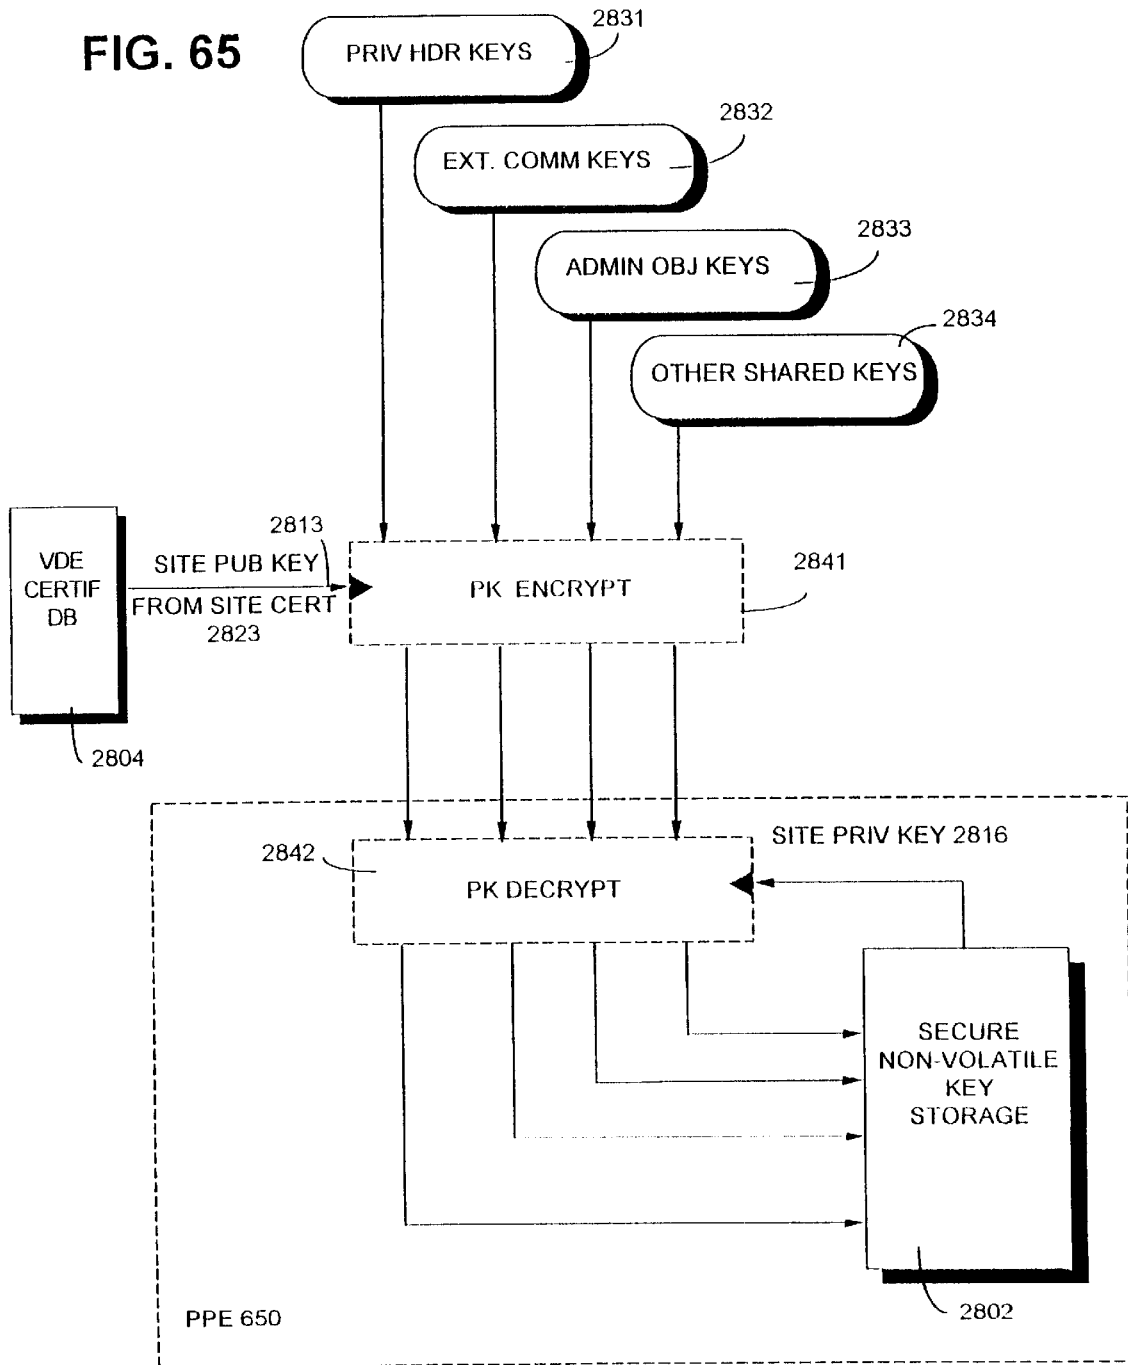 FIG. 65
PRIV HDR KEYS
2831
EXT. COMM KEYS
2832
ADMIN OBJ KEYS
2833
OTHER SHARED KEYS
2834
VDE
CERTIF
DB
2804
2813
SITE PUB KEY
FROM SITE CERT
2823
PK ENCRYPT
2841
2842
PK DECRYPT
SITE PRIV KEY 2816
SECURE
NON-VOLATILE
KEY
STORAGE
2802
PPE 650